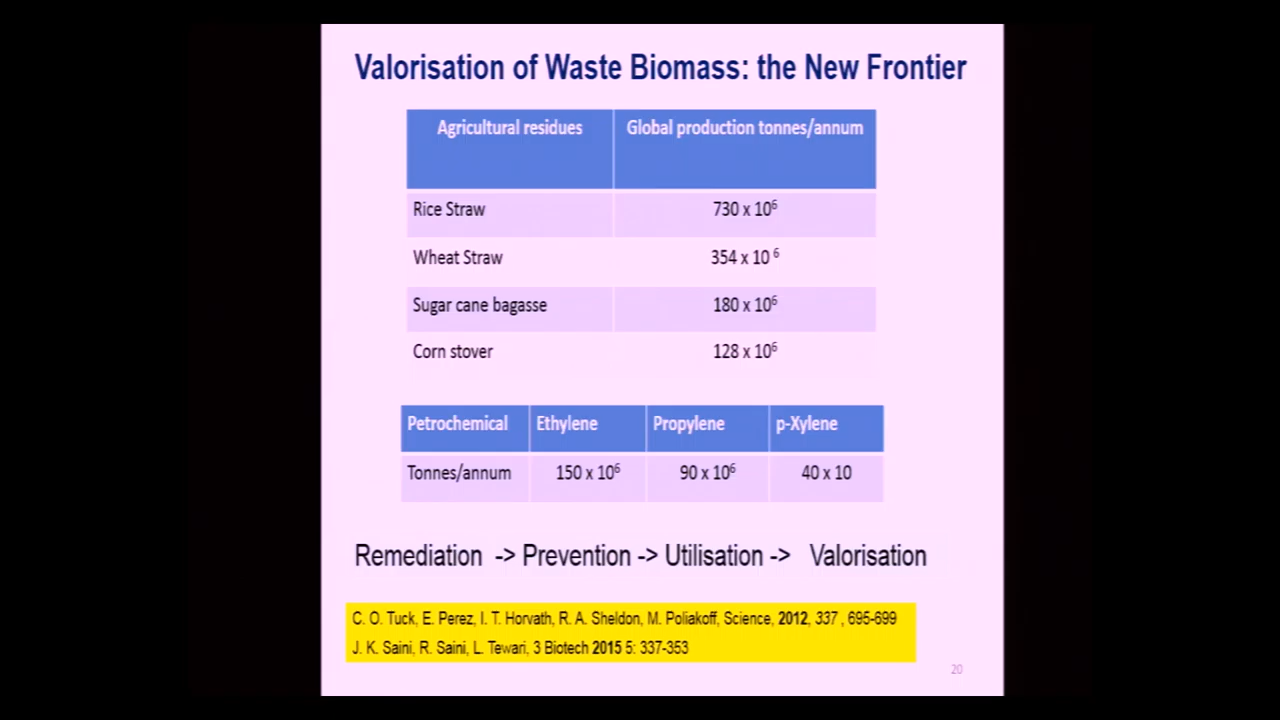 Valorisation of Waste Biomass: the New Frontier
Agricultural residues Global production tonnes/annum
Rice Straw 730 x 10⁶
Wheat Straw 354 x 10 ⁶
Sugar cane bagasse 180 x 10⁶
Corn stover 128 x 10⁶
Petrochemical Ethylene Propylene p-Xylene
Tonnes/annum 150 x 10⁶ 90 x 10⁶ 40 x 10
Remediation -> Prevention -> Utilisation -> Valorisation
C. O. Tuck, E. Perez, I. T. Horvath, R. A. Sheldon, M. Poliakoff, Science, 2012, 337 , 695-699
J. K. Saini, R. Saini, L. Tewari, 3 Biotech 2015 5: 337-353
20